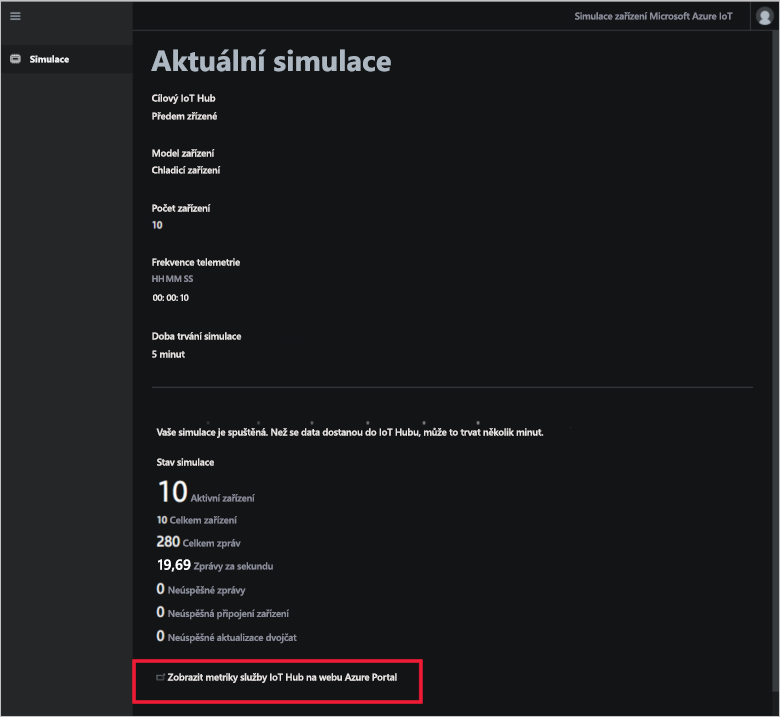 Simulace zařízení Microsoft Azure IoT
Simulace
Aktuální simulace
Cílový IoT Hub
Předem zřízené
Model zařízení
Chladicí zařízení
Počet zařízení
10
Frekvence telemetrie
HH MM SS
00: 00: 10
Doba trvání simulace
5 minut
Vaše simulace je spuštěná. Než se data dostanou do IoT Hubu, může to trvat několik minut.
Stav simulace
10 Aktivní zařízení
10 Celkem zařízení
280 Celkem zpráv
19,69 Zprávy za sekundu
0 Neúspěšné zprávy
0 Neúspěšná připojení zařízení
0 Neúspěšné aktualizace dvojčat
Zobrazit metriky služby IoT Hub na webu Azure Portal